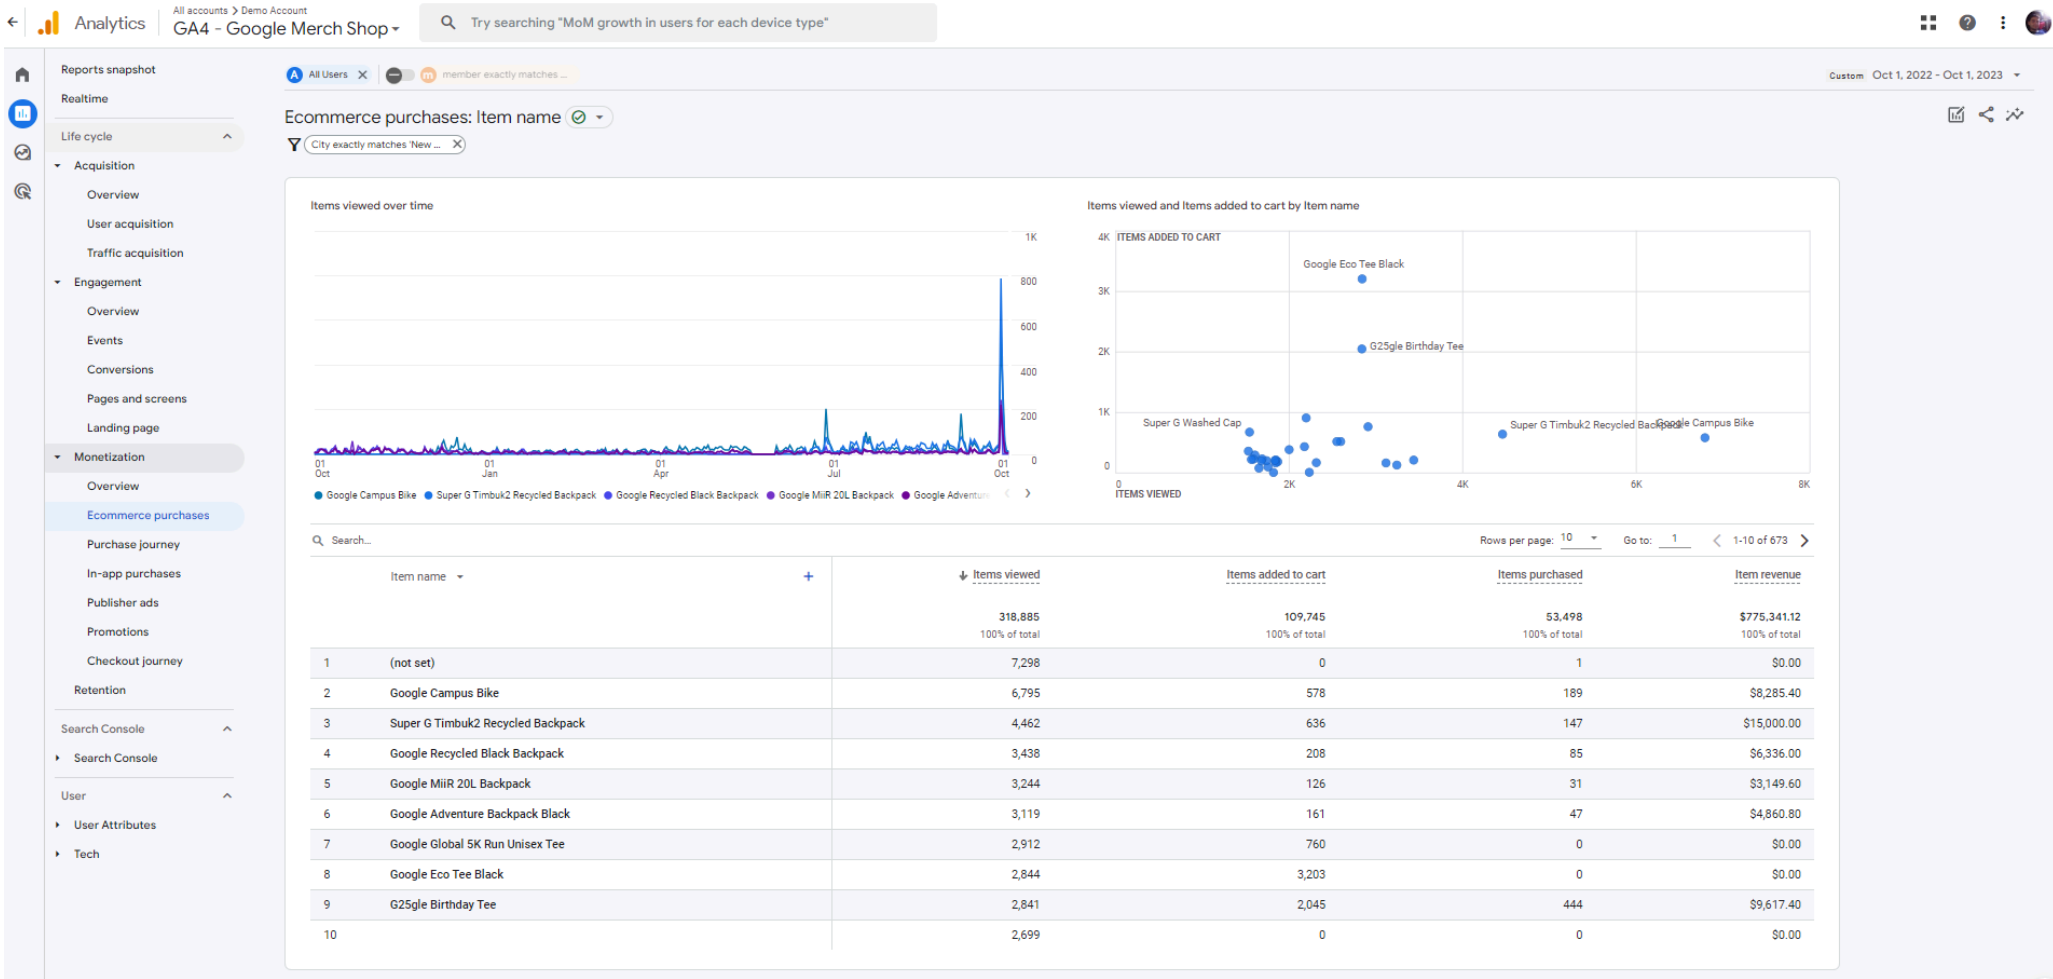 Analytics
All accounts > Demo Account
GA4 - Google Merch Shop
Try searching "MoM growth in users for each device type"
Reports snapshot
Realtime
Life cycle
Acquisition
Overview
User acquisition
Traffic acquisition
Engagement
Overview
Events
Conversions
Pages and screens
Landing page
Monetization
Overview
Ecommerce purchases
Purchase journey
In-app purchases
Publisher ads
Promotions
Checkout journey
Retention
Search Console
Search Console
User
User Attributes
Tech
A All Users
m member exactly matches ...
Custom Oct 1, 2022 - Oct 1, 2023
Ecommerce purchases: Item name
City exactly matches 'New ...
Items viewed over time
1K
800
600
400
200
0
01 Oct
01 Jan
01 Apr
01 Jul
01 Oct
Google Campus Bike Super G Timbuk2 Recycled Backpack Google Recycled Black Backpack Google MiiR 20L Backpack Google Adventu
Items viewed and Items added to cart by Item name
4K ITEMS ADDED TO CART
Google Eco Tee Black
3K
2K G25gle Birthday Tee
1K
Super G Washed Cap
Super G Timbuk2 Recycled Backpack Google Campus Bike
0
0 2K 4K 6K 8K
ITEMS VIEWED
Search...
Rows per page: 10 Go to: 1 1-10 of 673
Item name + Items viewed Items added to cart Items purchased Item revenue
318,885 109,745 53,498 $775,341.12
100% of total 100% of total 100% of total 100% of total
1 (not set) 7,298 0 1 $0.00
2 Google Campus Bike 6,795 578 189 $8,285.40
3 Super G Timbuk2 Recycled Backpack 4,462 636 147 $15,000.00
4 Google Recycled Black Backpack 3,438 208 85 $6,336.00
5 Google MiiR 20L Backpack 3,244 126 31 $3,149.60
6 Google Adventure Backpack Black 3,119 161 47 $4,860.80
7 Google Global 5K Run Unisex Tee 2,912 760 0 $0.00
8 Google Eco Tee Black 2,844 3,203 0 $0.00
9 G25gle Birthday Tee 2,841 2,045 444 $9,617.40
10 2,699 0 0 $0.00